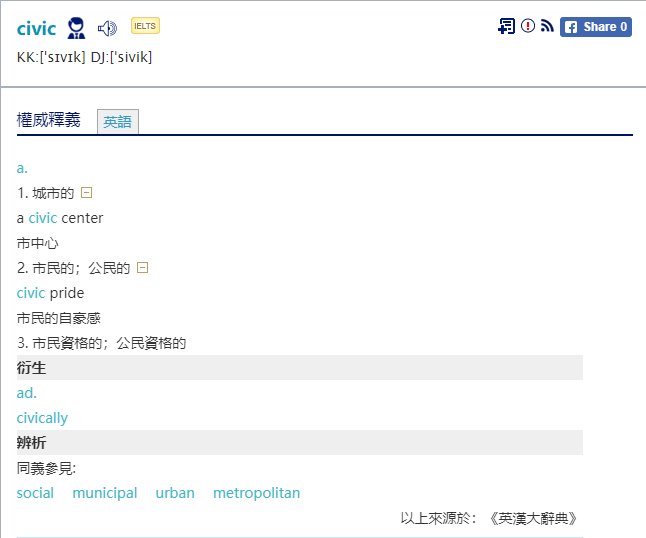 civic IELTS Share 0
KK:[ˋsɪvɪk] DJ:[ˋsivik]
權威釋義 英語
a.
1. 城市的
a civic center
市中心
2. 市民的；公民的
civic pride
市民的自豪感
3. 市民資格的；公民資格的
衍生
ad.
civically
辨析
同義參見:
social municipal urban metropolitan
以上來源於：《英漢大辭典》